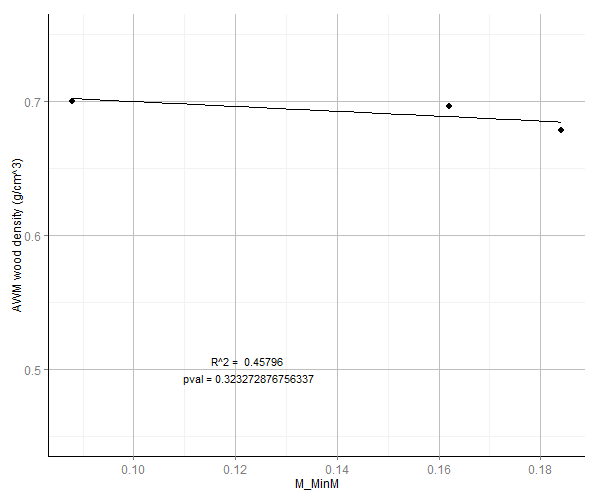 AWM wood density (g/cm^3)
0.7
0.6
0.5
R^2 =  0.45796
pval = 0.323272876756337
0.10 0.12 0.14 0.16 0.18
M_MinM